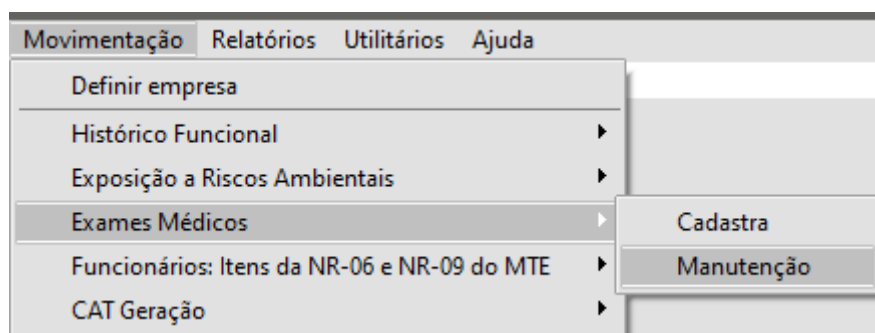 Movimentação Relatórios Utilitários Ajuda
Definir empresa
Histórico Funcional
Exposição a Riscos Ambientais
Exames Médicos
Cadastra
Funcionários: Itens da NR-06 e NR-09 do MTE
Manutenção
CAT Geração